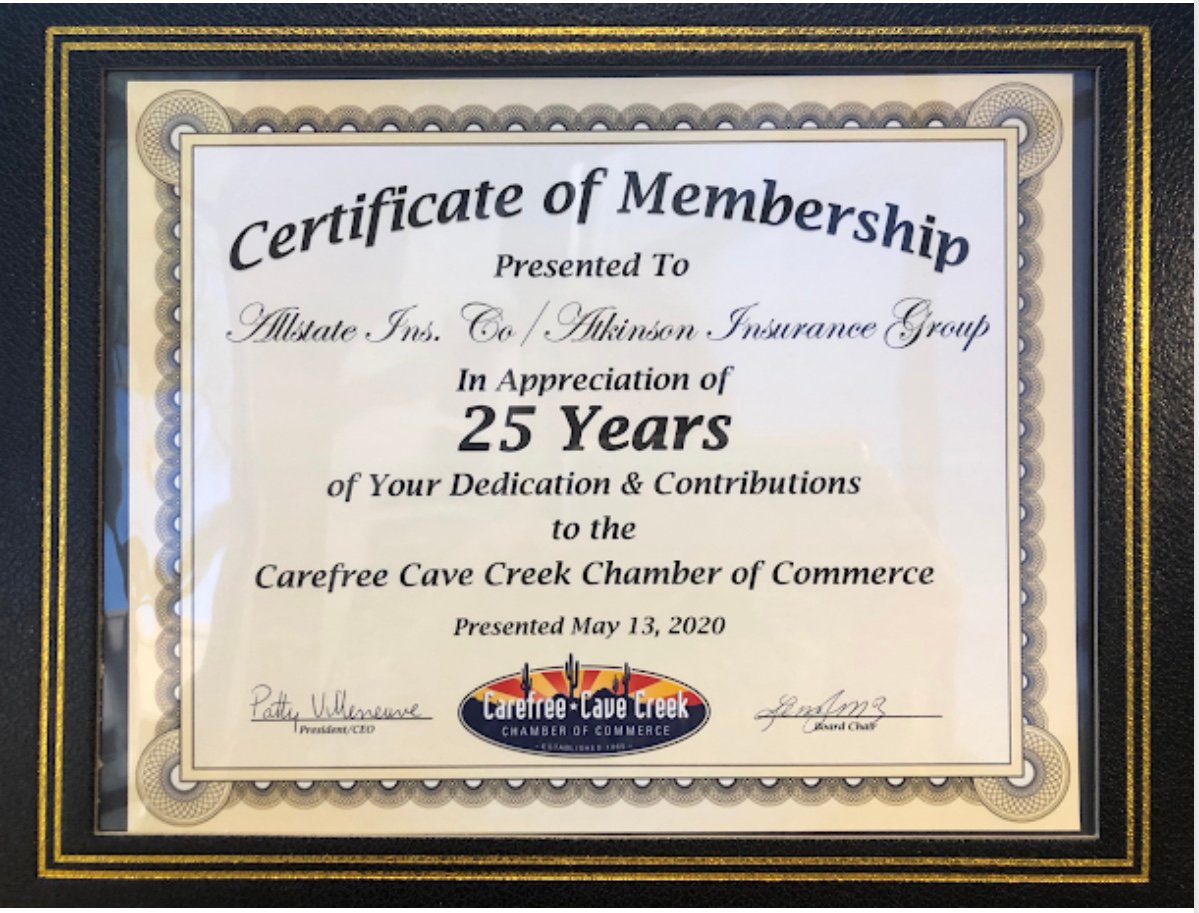 Certificate of Membership
Presented To
Allstate Ins. Co / Atkinson Insurance Group
In Appreciation of
25 Years
of Your Dedication & Contributions
to the
Carefree Cave Creek Chamber of Commerce
Presented May 13, 2020
Patty Villeneuve
President/CEO
Carefree Cave Creek
CHAMBER OF COMMERCE
ESTABLISHED
Board Chair